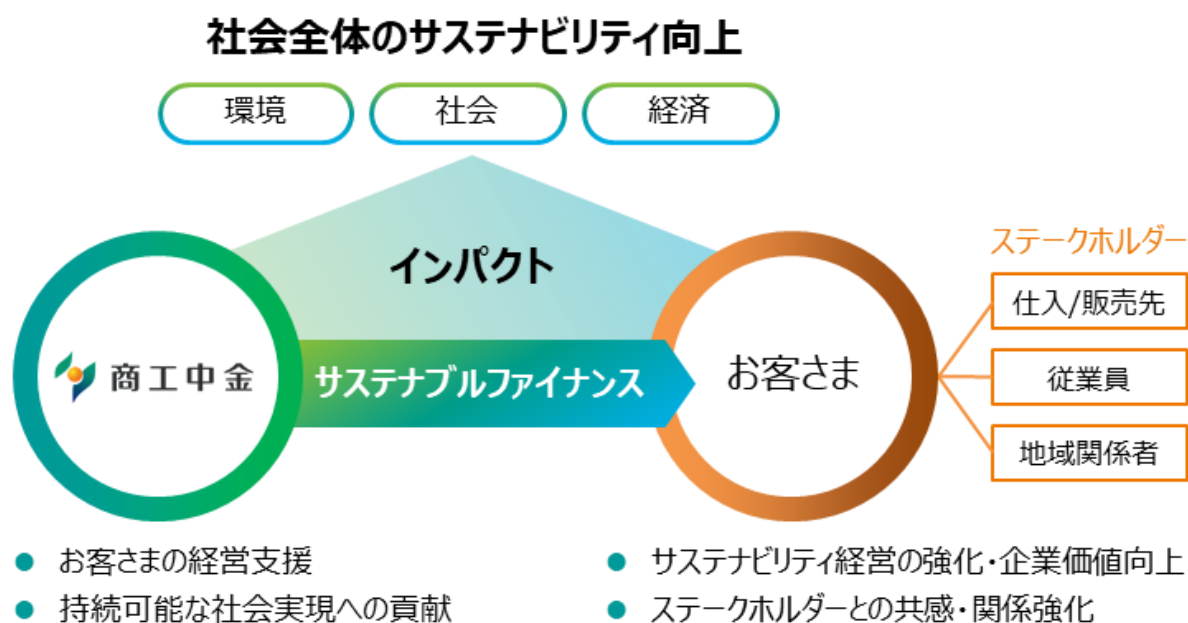 社会全体のサステナビリティ向上
環境
社会
経済
インパクト
ステークホルダー
仕入/販売先
商工中金
サステナブルファイナンス
お客さま
従業員
地域関係者
● お客さまの経営支援
● 持続可能な社会実現への貢献
● サステナビリティ経営の強化・企業価値向上
● ステークホルダーとの共感・関係強化